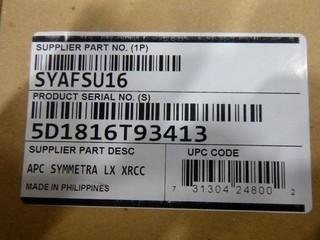 SUPPLIER PART NO. (1P)
SYAFSU16
PRODUCT SERIAL NO. (S)
5D1816T93413
SUPPLIER PART DESC
UPC CODE
APC SYMMETRA LX XRCC
MADE IN PHILIPPINES
7 31304 24800 2